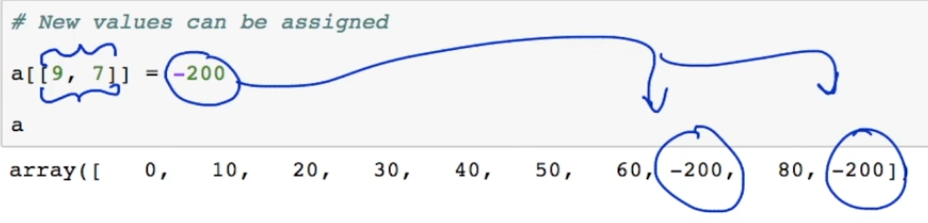 # New values can be assigned
a[[9, 7]] = -200
a
array([ 0, 10, 20, 30, 40, 50, 60, -200, 80, -200])